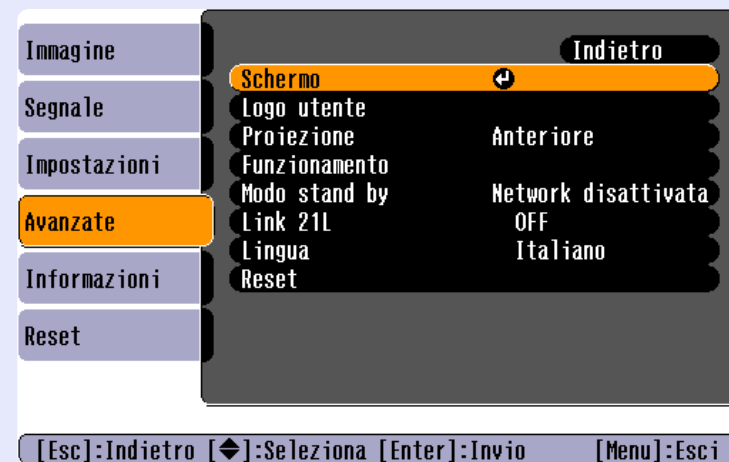 Immagine
Segnale
Impostazioni
Avanzate
Informazioni
Reset
Indietro
Schermo
Logo utente
Proiezione Anteriore
Funzionamento
Modo stand by Network disattivata
Link 21L OFF
Lingua Italiano
Reset
[Esc]:Indietro [◆]:Seleziona [Enter]:Invio [Menu]:Esci